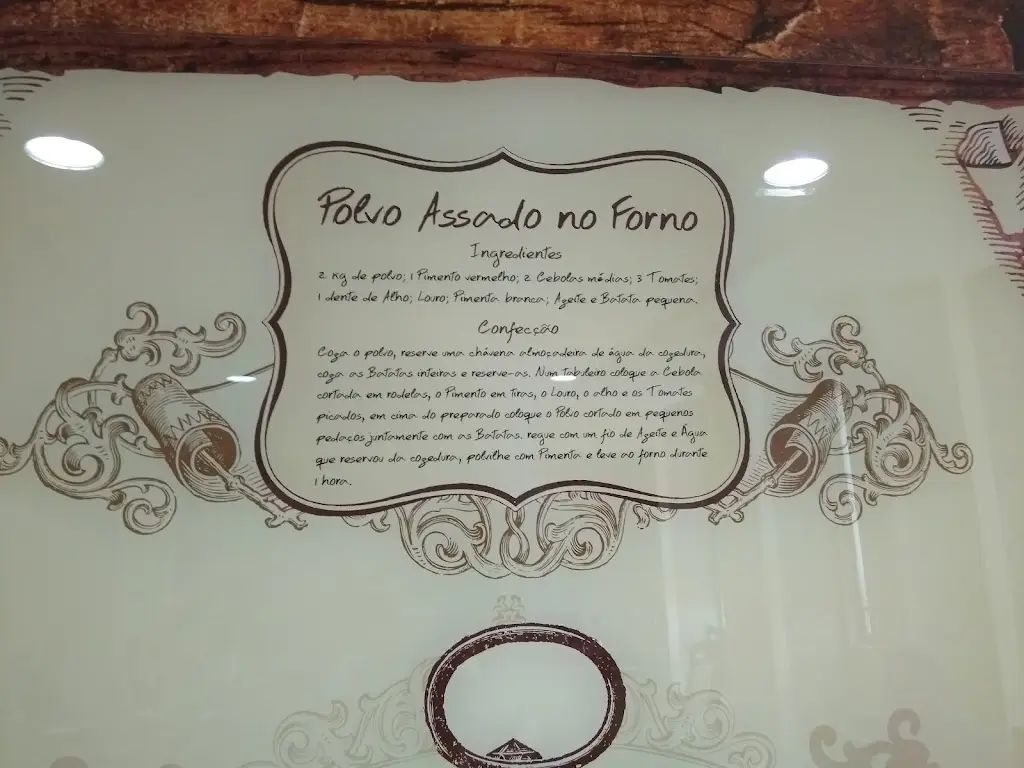 Polvo Assado no Forno
Ingredientes
2 Kg de polvo; 1 Pimento vermelho; 2 Cebolas médias; 3 Tomates;
1 dente de Alho; Louro; Pimenta branca; Azeite e Batata pequena.
Confecção
Coza o polvo, reserve uma chávena almoçadeira de água da cozedura,
coza as Batatas inteiras e reserve-as. Num tabuleiro coloque a Cebola
cortada em rodelas, o Pimento em tiras, o Louro, o alho e os Tomates
picados, em cima do preparado coloque o Polvo cortado em pequenos
pedaços juntamente com as Batatas. regue com um fio de Azeite e Água
que reservou da cozedura, polvilhe com Pimenta e leve ao forno durante
1 hora.